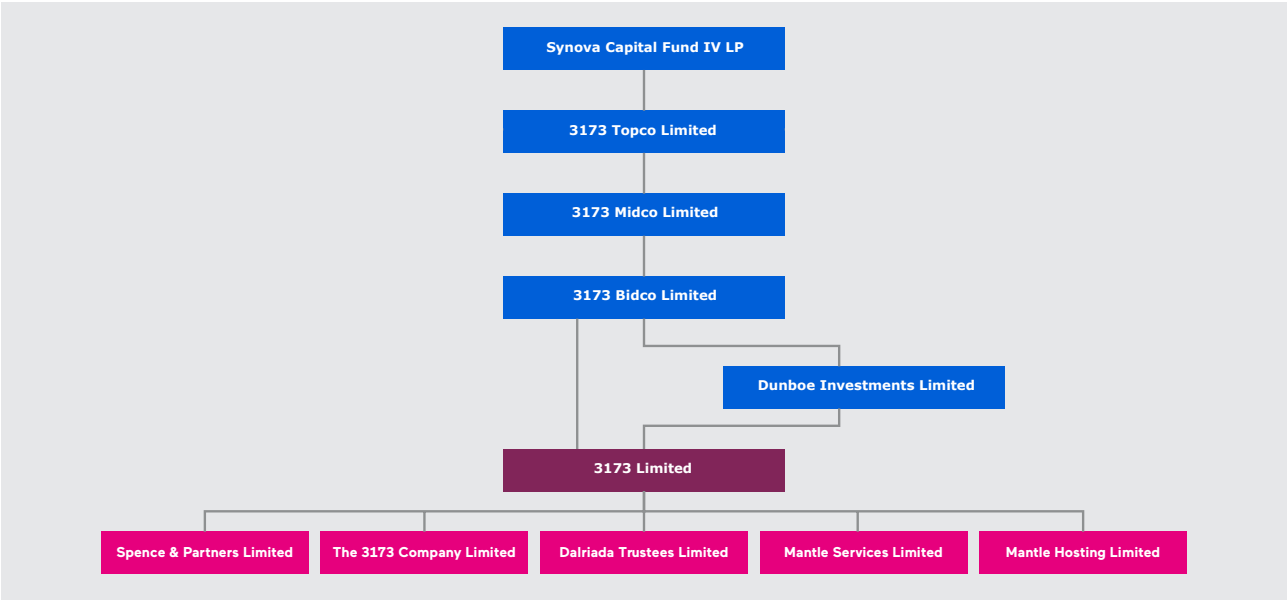 Synova Capital Fund IV LP
3173 Topco Limited
3173 Midco Limited
3173 Bidco Limited
Dunboe Investments Limited
3173 Limited
Spence & Partners Limited
The 3173 Company Limited
Dalriada Trustees Limited
Mantle Services Limited
Mantle Hosting Limited